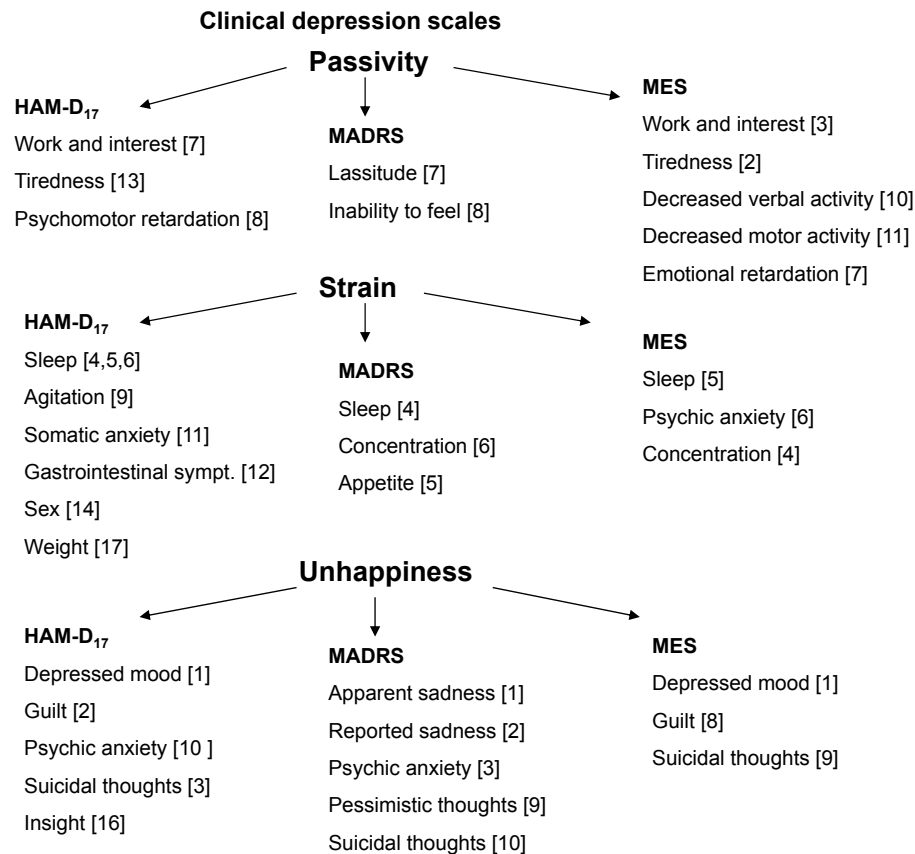 Clinical depression scales
Passivity
HAM-D₁₇
Work and interest [7]
Tiredness [13]
Psychomotor retardation [8]
MADRS
Lassitude [7]
Inability to feel [8]
MES
Work and interest [3]
Tiredness [2]
Decreased verbal activity [10]
Decreased motor activity [11]
Emotional retardation [7]
Strain
HAM-D₁₇
Sleep [4,5,6]
Agitation [9]
Somatic anxiety [11]
Gastrointestinal sympt. [12]
Sex [14]
Weight [17]
MADRS
Sleep [4]
Concentration [6]
Appetite [5]
MES
Sleep [5]
Psychic anxiety [6]
Concentration [4]
Unhappiness
HAM-D₁₇
Depressed mood [1]
Guilt [2]
Psychic anxiety [10 ]
Suicidal thoughts [3]
Insight [16]
MADRS
Apparent sadness [1]
Reported sadness [2]
Psychic anxiety [3]
Pessimistic thoughts [9]
Suicidal thoughts [10]
MES
Depressed mood [1]
Guilt [8]
Suicidal thoughts [9]